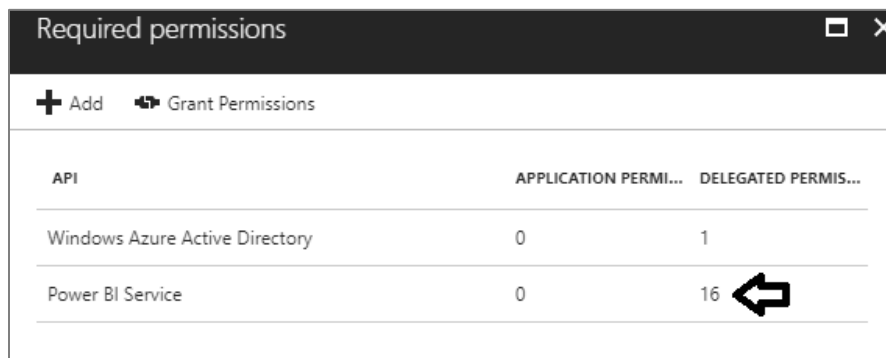 Required permissions
Add Grant Permissions
API APPLICATION PERMI... DELEGATED PERMIS...
Windows Azure Active Directory 0 1
Power BI Service 0 16